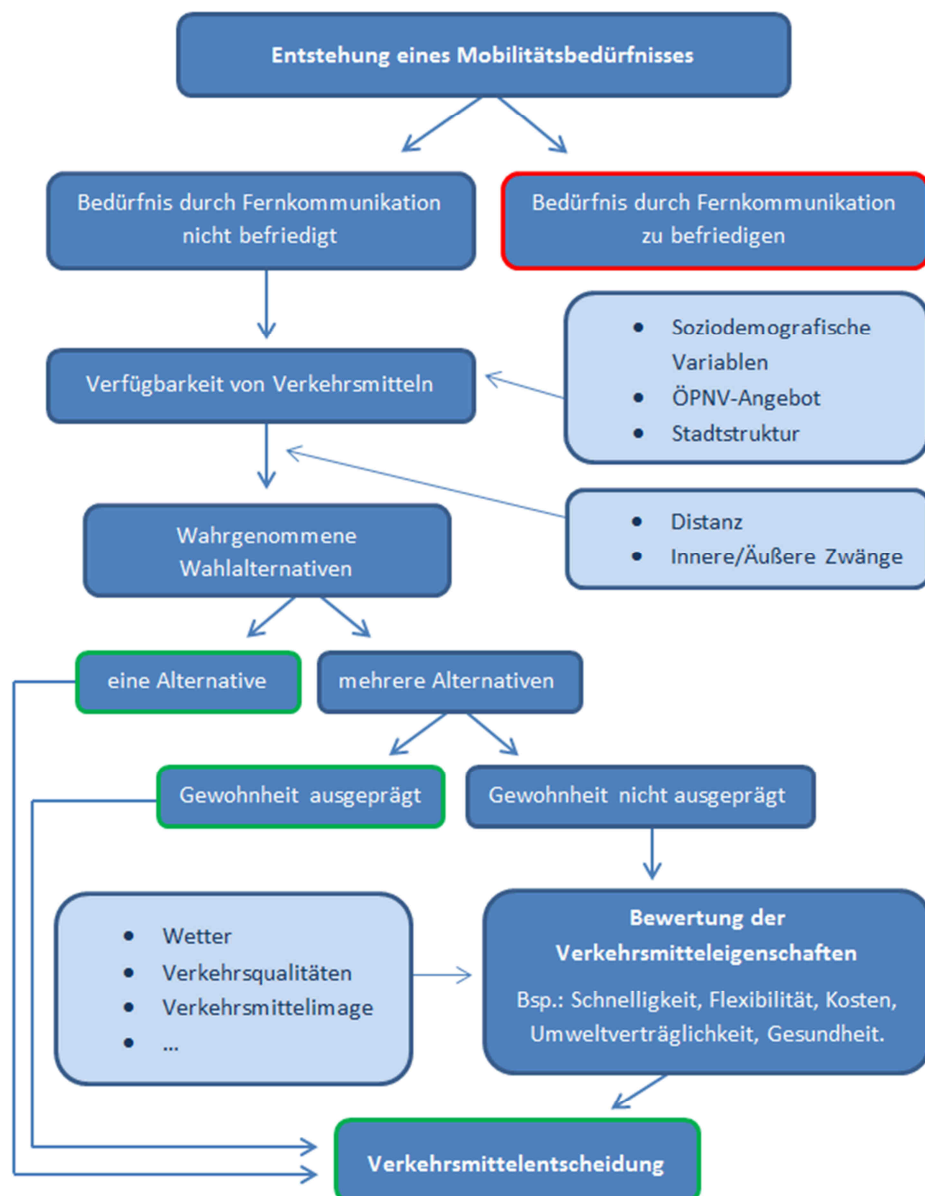 Entstehung eines Mobilitätsbedürfnisses
Bedürfnis durch Fernkommunikation
nicht befriedigt
Bedürfnis durch Fernkommunikation
zu befriedigen
• Soziodemografische
Variablen
• ÖPNV-Angebot
• Stadtstruktur
Verfügbarkeit von Verkehrsmitteln
• Distanz
• Innere/Äußere Zwänge
Wahrgenommene
Wahlalternativen
eine Alternative
mehrere Alternativen
Gewohnheit ausgeprägt
Gewohnheit nicht ausgeprägt
• Wetter
• Verkehrsqualitäten
• Verkehrsmittelimage
• ...
Bewertung der
Verkehrsmitteleigenschaften
Bsp.: Schnelligkeit, Flexibilität, Kosten,
Umweltverträglichkeit, Gesundheit.
Verkehrsmittelentscheidung